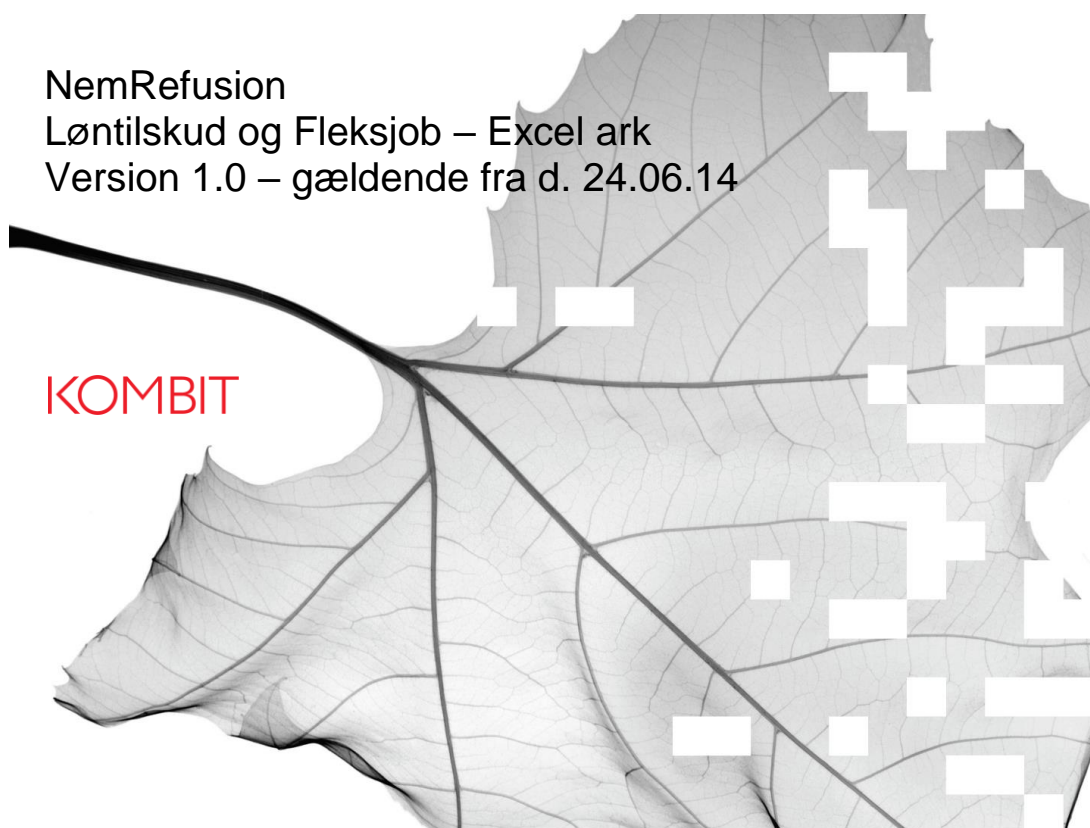 NemRefusion
Løntilskud og Fleksjob – Excel ark
Version 1.0 – gældende fra d. 24.06.14
KOMBIT